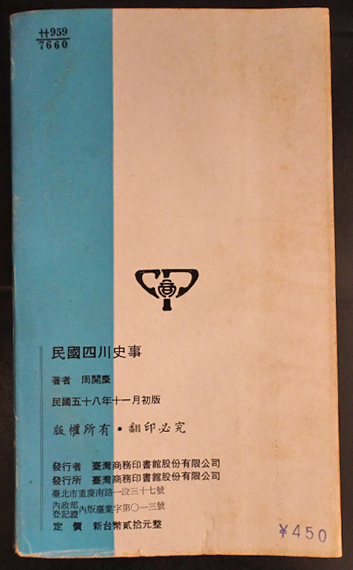 卄959
7660
商
民國四川史事
著者 周開慶
民國五十八年十一月初版
版權所有・翻印必究
發行者 臺灣商務印書館股份有限公司
發行所 臺灣商務印書館股份有限公司
臺北市重慶南路一段三十七號
內政部
登記證內版臺業字第〇一三號
定價 新台幣貳拾元整
¥450